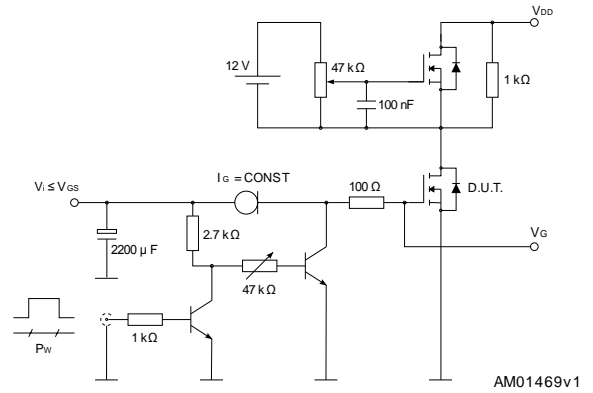 VDD
12 V
47 kΩ
1 kΩ
100 nF
IG = CONST
Vi ≤ VGS
100 Ω
D.U.T.
2.7 kΩ
VG
2200 µF
47 kΩ
1 kΩ
PW
AM01469v1